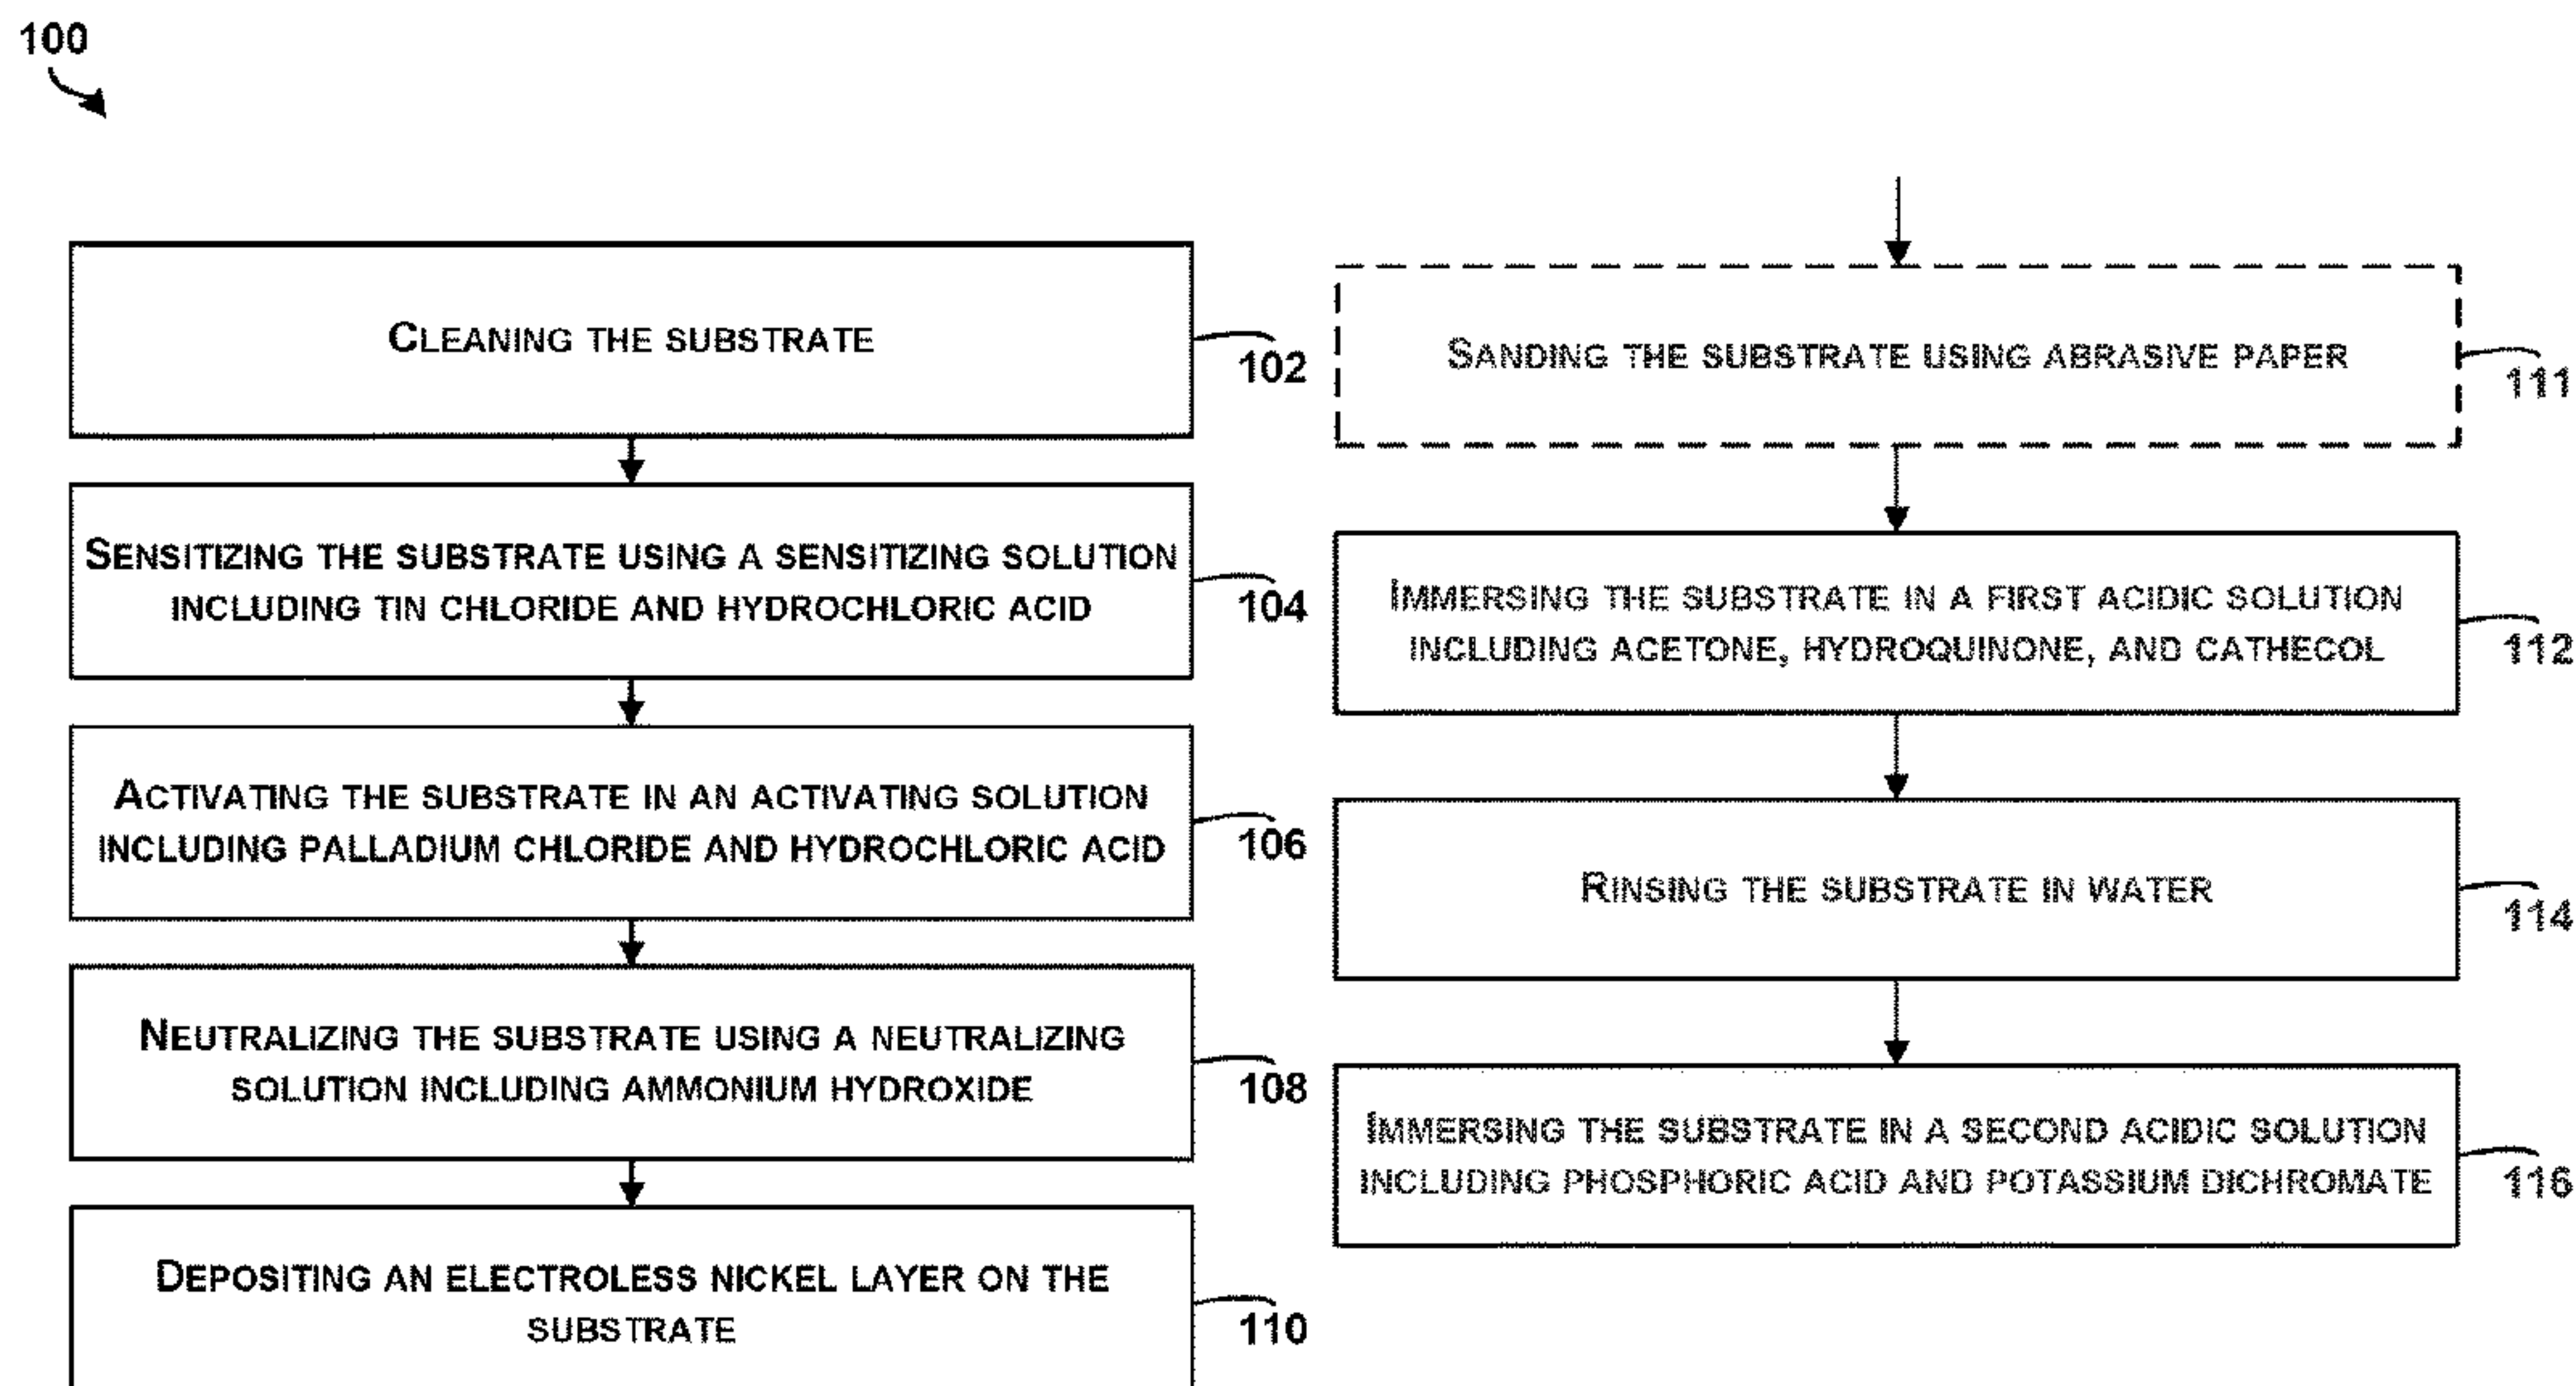 100
CLEANING THE SUBSTRATE
102
SENSITIZING THE SUBSTRATE USING A SENSITIZING SOLUTION
INCLUDING TIN CHLORIDE AND HYDROCHLORIC ACID
104
ACTIVATING THE SUBSTRATE IN AN ACTIVATING SOLUTION
INCLUDING PALLADIUM CHLORIDE AND HYDROCHLORIC ACID
106
NEUTRALIZING THE SUBSTRATE USING A NEUTRALIZING
SOLUTION INCLUDING AMMONIUM HYDROXIDE
108
DEPOSITING AN ELECTROLESS NICKEL LAYER ON THE
SUBSTRATE
110
SANDING THE SUBSTRATE USING ABRASIVE PAPER
111
IMMERSING THE SUBSTRATE IN A FIRST ACIDIC SOLUTION
INCLUDING ACETONE, HYDROQUINONE, AND CATHECOL
112
RINSING THE SUBSTRATE IN WATER
114
IMMERSING THE SUBSTRATE IN A SECOND ACIDIC SOLUTION
INCLUDING PHOSPHORIC ACID AND POTASSIUM DICHROMATE
116